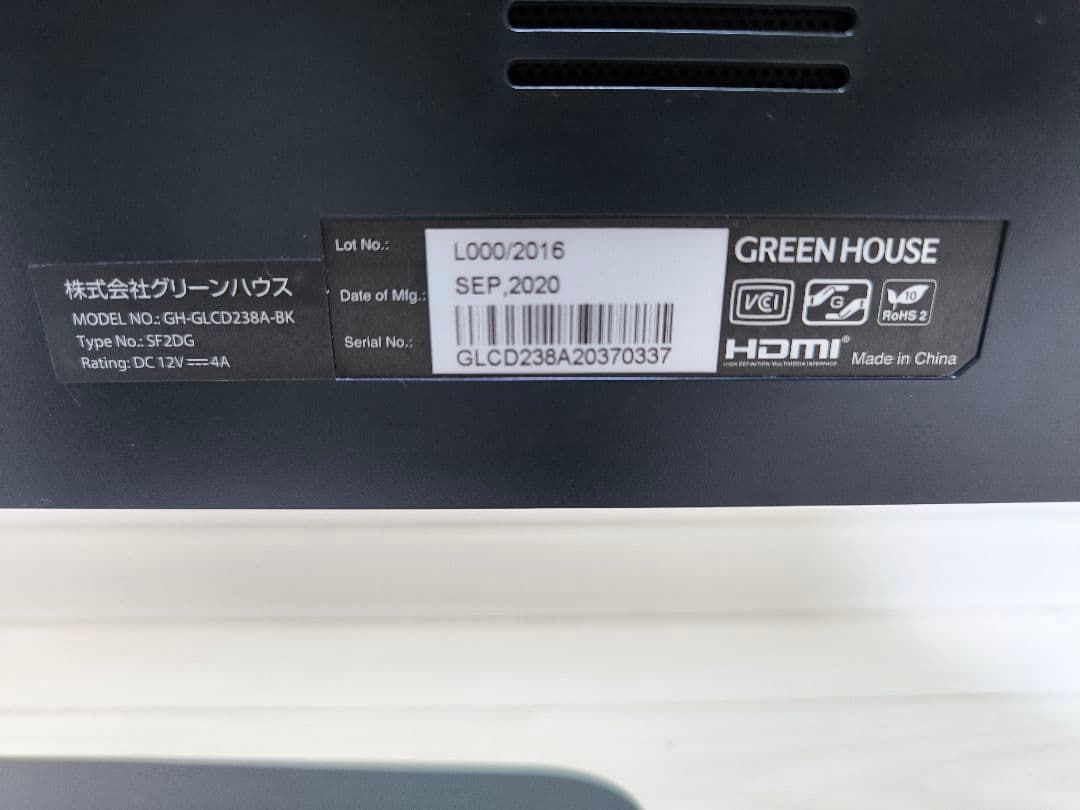 株式会社グリーンハウス
MODEL NO.: GH-GLCD238A-BK
Type No.: SF2DG
Rating: DC 12V⎓4A
Lot No.: L000/2016
Date of Mfg.: SEP,2020
Serial No.: GLCD238A20370337
GREEN HOUSE
VCCI
G
10
RoHS 2
HDMI®
HIGH DEFINITION MULTIMEDIA INTERFACE
Made in China